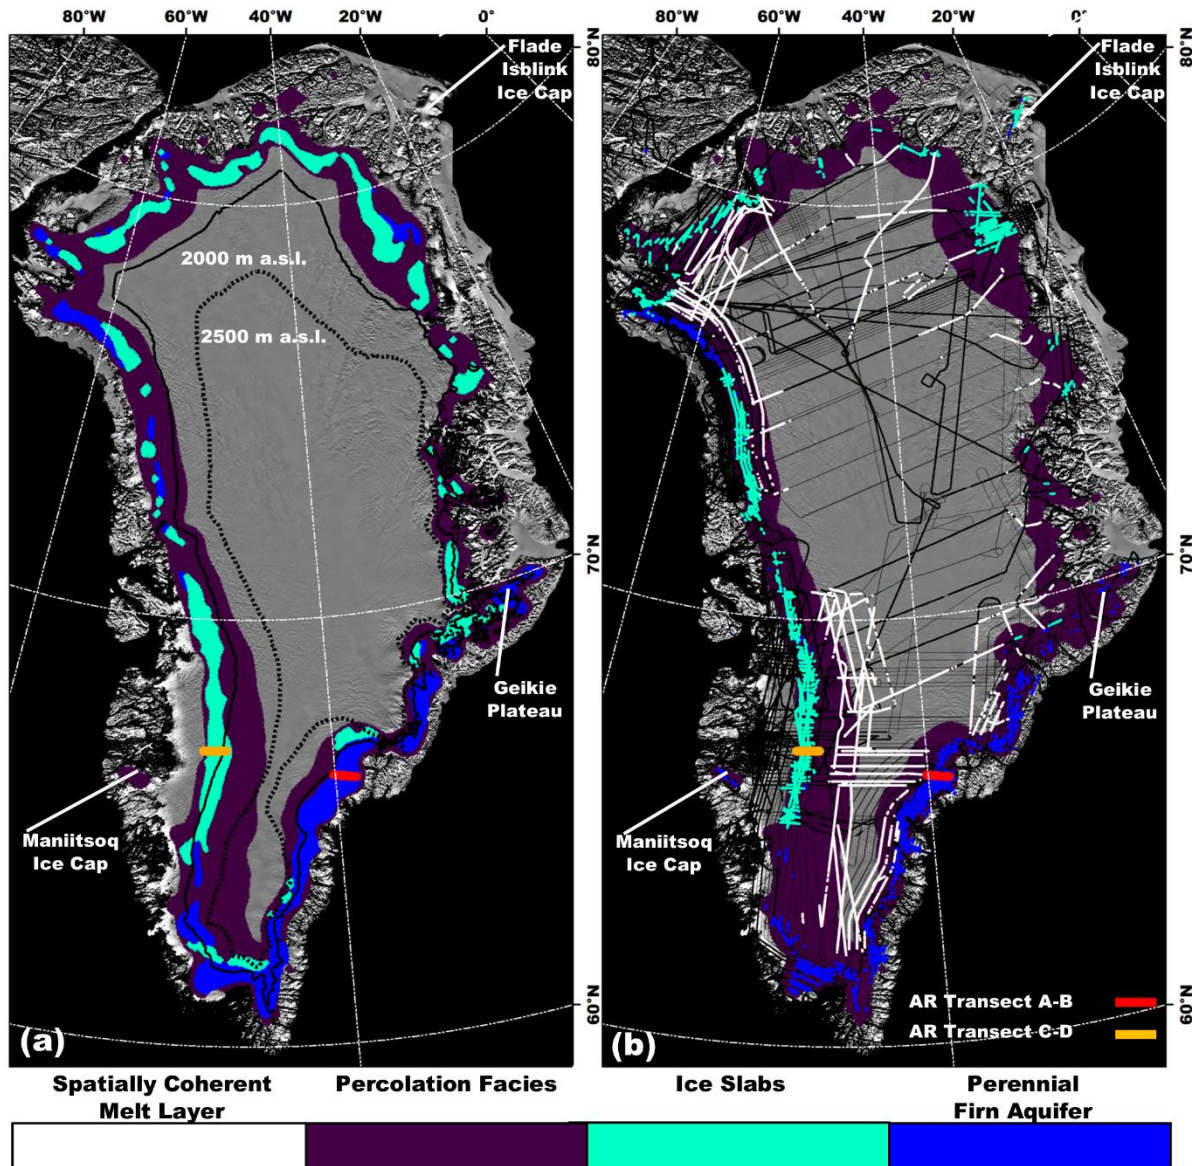 80°W 60°W 40°W 20°W 0°
80°W 60°W 40°W 20°W 0°
Flade
Isblink
Ice Cap
80°N
2000 m a.s.l.
2500 m a.s.l.
70°N
Geikie
Plateau
Maniitsoq
Ice Cap
60°N
(a)
Flade
Isblink
Ice Cap
80°N
70°N
Geikie
Plateau
Maniitsoq
Ice Cap
AR Transect A-B
AR Transect C-D
60°N
(b)
Spatially Coherent
Melt Layer
Percolation Facies
Ice Slabs
Perennial
Firn Aquifer